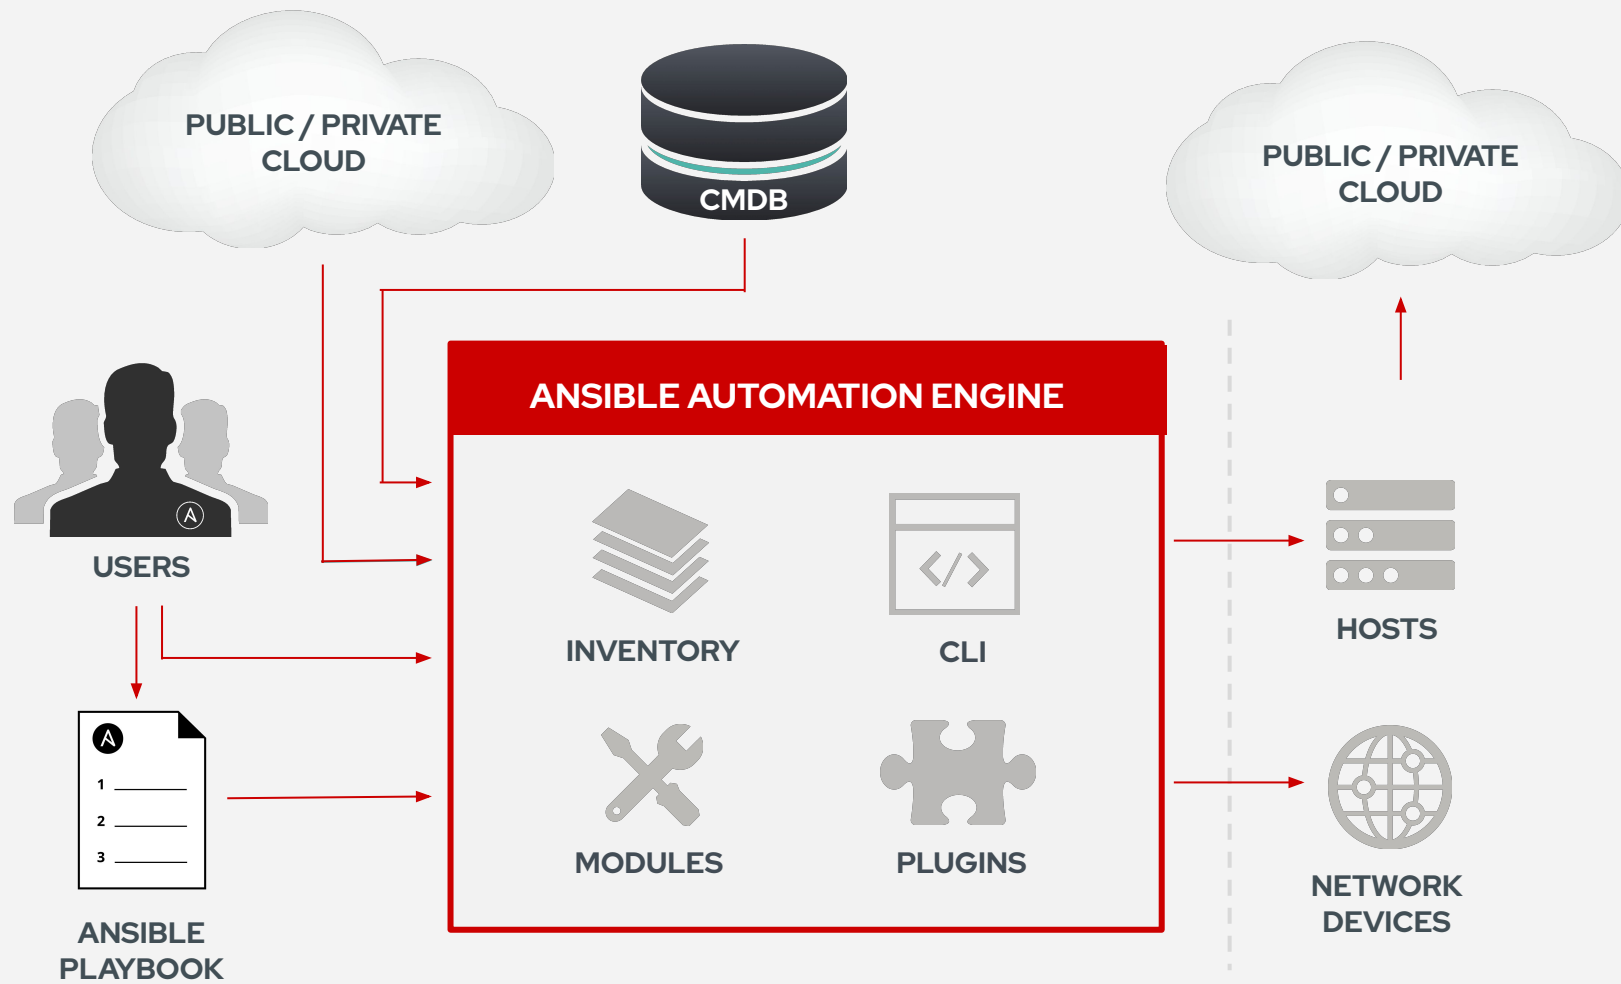 PUBLIC / PRIVATE
CLOUD
CMDB
PUBLIC / PRIVATE
CLOUD
ANSIBLE AUTOMATION ENGINE
USERS
INVENTORY
</>
CLI
HOSTS
1
2
3
MODULES
PLUGINS
NETWORK
DEVICES
ANSIBLE
PLAYBOOK